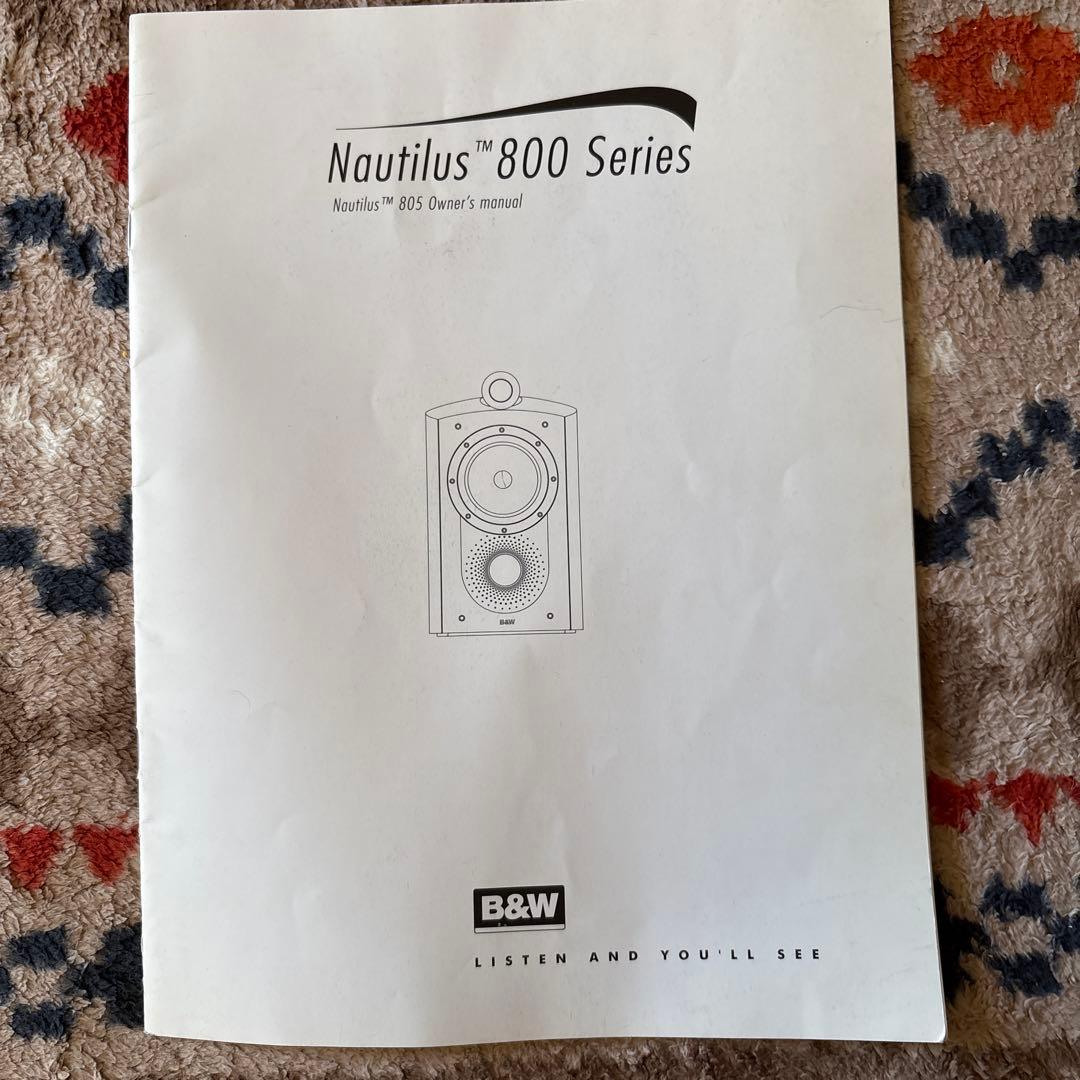 Nautilus™ 800 Series
Nautilus™ 805 Owner's manual
B&W
B&W
LISTEN AND YOU'LL SEE